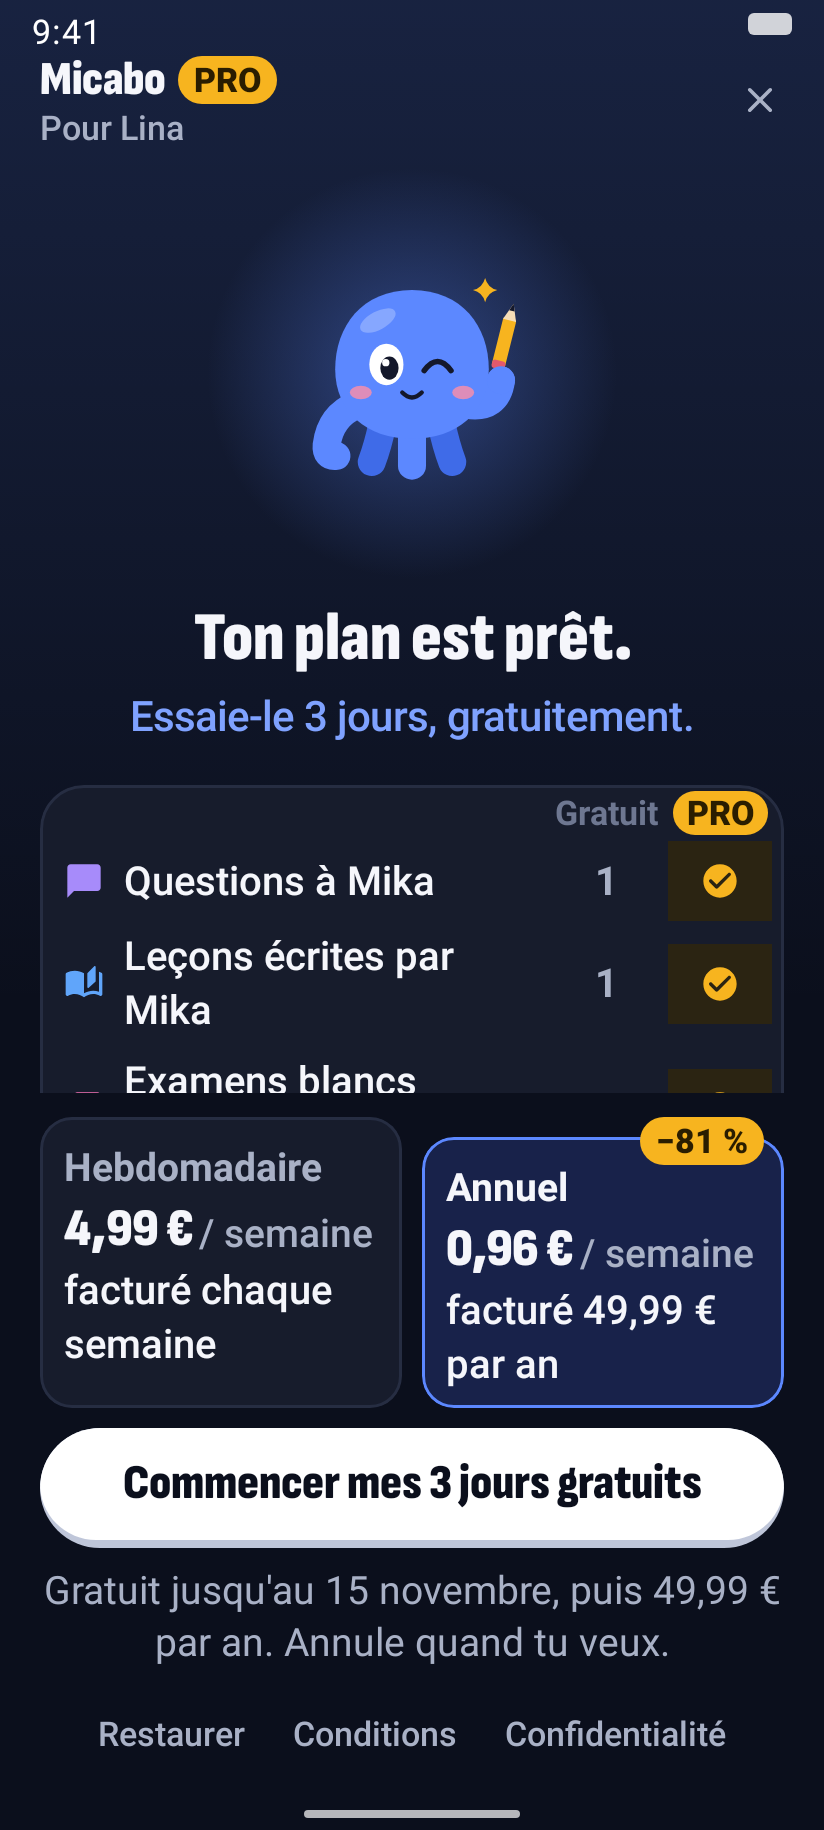 9:41
Micabo PRO
Pour Lina
Ton plan est prêt.
Essaie-le 3 jours, gratuitement.
Gratuit PRO
Questions à Mika 1
Leçons écrites par
Mika 1
Examens blancs
Hebdomadaire
4,99 € / semaine
facturé chaque
semaine
−81 %
Annuel
0,96 € / semaine
facturé 49,99 €
par an
Commencer mes 3 jours gratuits
Gratuit jusqu'au 15 novembre, puis 49,99 €
par an. Annule quand tu veux.
Restaurer Conditions Confidentialité